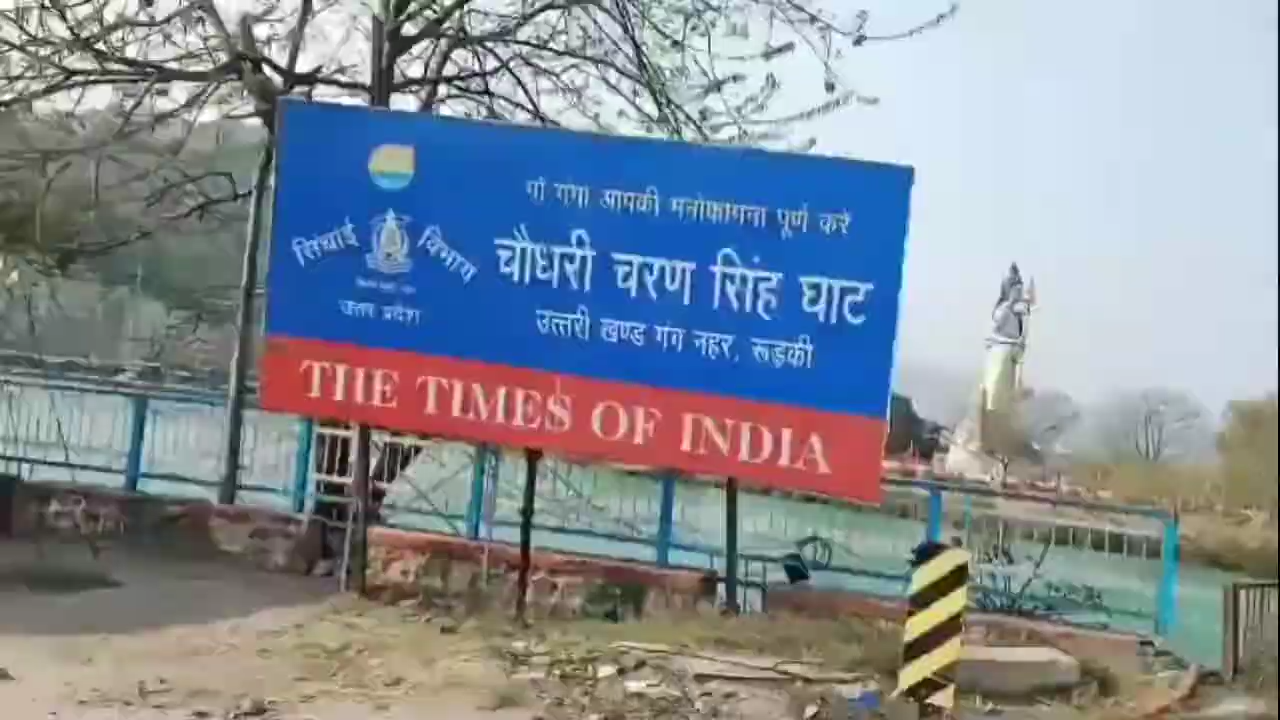 माँ गंगा आपकी मनोकामना पूर्ण करें
सिंचाई विभाग
उत्तर प्रदेश
चौधरी चरण सिंह घाट
उत्तरी खण्ड गंग नहर, रूड़की
THE TIMES OF INDIA